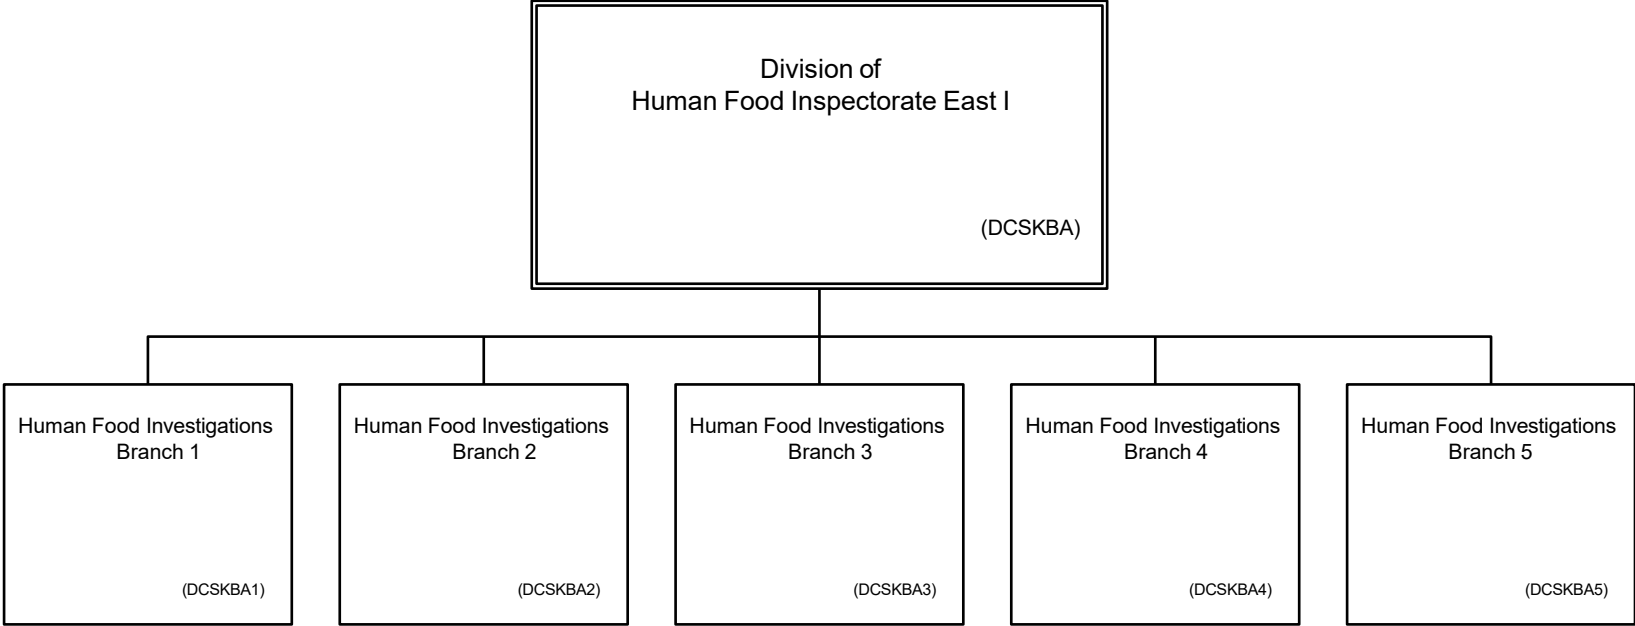 Division of
Human Food Inspectorate East I
(DCSKBA)
Human Food Investigations
Branch 1
(DCSKBA1)
Human Food Investigations
Branch 2
(DCSKBA2)
Human Food Investigations
Branch 3
(DCSKBA3)
Human Food Investigations
Branch 4
(DCSKBA4)
Human Food Investigations
Branch 5
(DCSKBA5)